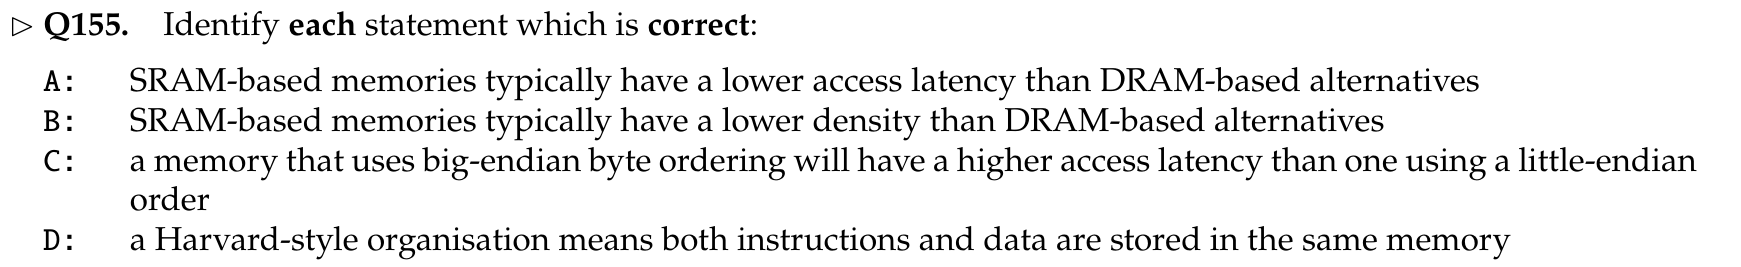 ▷ Q155. Identify each statement which is correct:
A: SRAM-based memories typically have a lower access latency than DRAM-based alternatives
B: SRAM-based memories typically have a lower density than DRAM-based alternatives
C: a memory that uses big-endian byte ordering will have a higher access latency than one using a little-endian
order
D: a Harvard-style organisation means both instructions and data are stored in the same memory